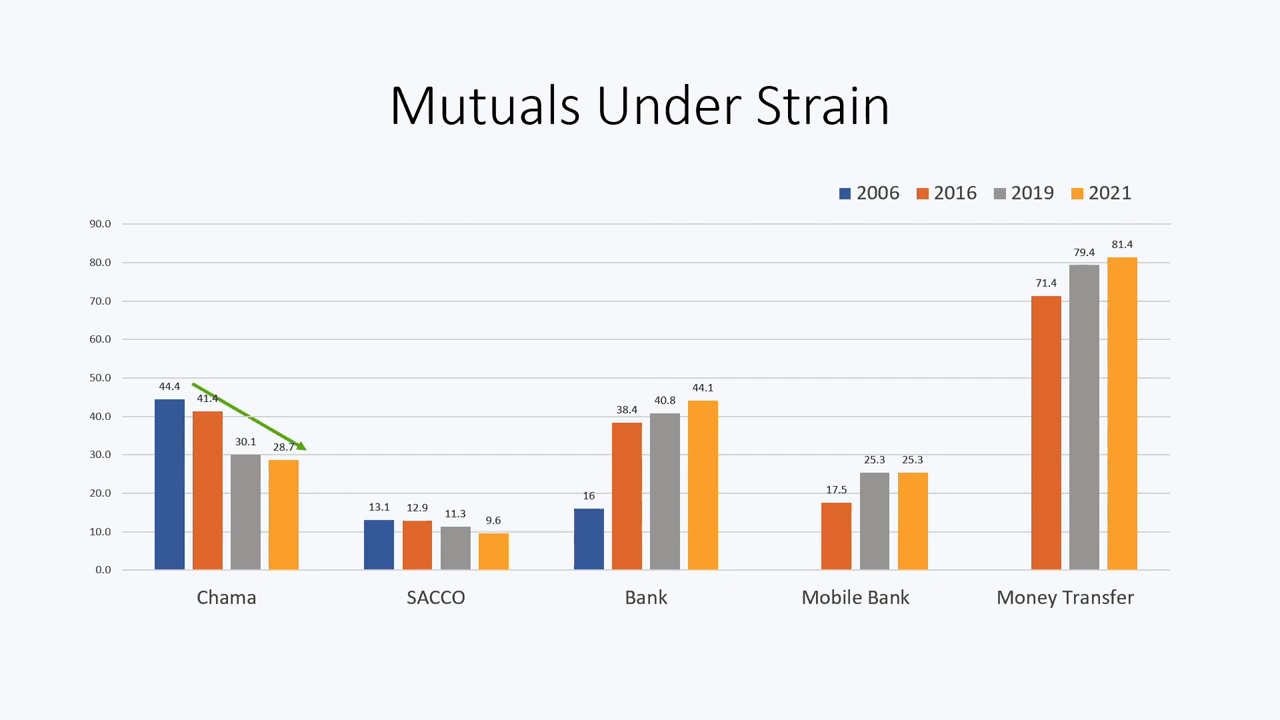 Mutuals Under Strain
2006 2016 2019 2021
90.0
80.0
70.0
60.0
50.0
40.0
30.0
20.0
10.0
0.0
44.4 41.4 30.1 28.7
13.1 12.9 11.3 9.6
16 38.4 40.8 44.1
17.5 25.3 25.3
71.4 79.4 81.4
Chama SACCO Bank Mobile Bank Money Transfer